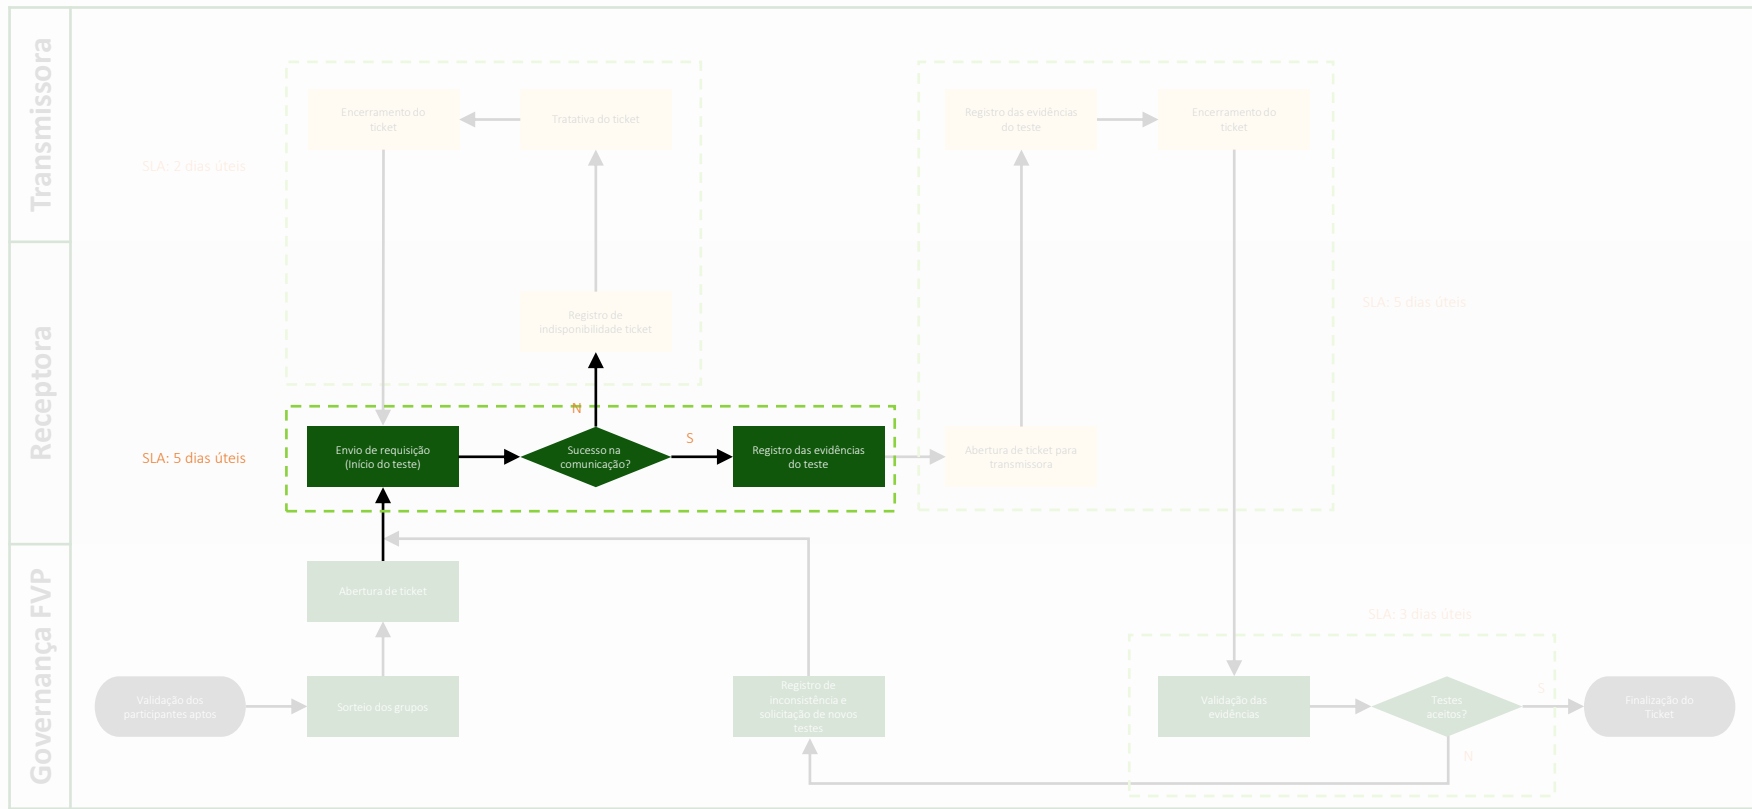 Transmissora
Encerramento do
ticket
Tratativa do ticket
Registro das evidências
do teste
Encerramento do
ticket
SLA: 2 dias úteis
Receptora
Registro de
indisponibilidade ticket
SLA: 5 dias úteis
N
SLA: 5 dias úteis
Envio de requisição
(Início do teste)
Sucesso na
comunicação?
S
Registro das evidências
do teste
Abertura de ticket para
transmissora
Governança FVP
Abertura de ticket
SLA: 3 dias úteis
Validação dos
participantes aptos
Sorteio dos grupos
Registro de
inconsistência e
solicitação de novos
testes
Validação das
evidências
Testes
aceitos?
S
Finalização do
Ticket
N